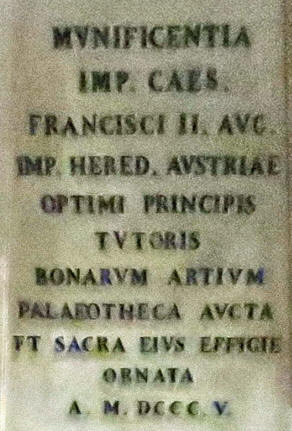 MVNIFICENTIA
IMP. CAES.
FRANCISCI II. AVG.
IMP. HERED. AVSTRIAE
OPTIMI PRINCIPIS
TVTORIS
BONARVM ARTIVM
PALAEOTHECA AVCTA
ET SACRA EIVS EFFIGIE
ORNATA
A. M. DCCC. V.